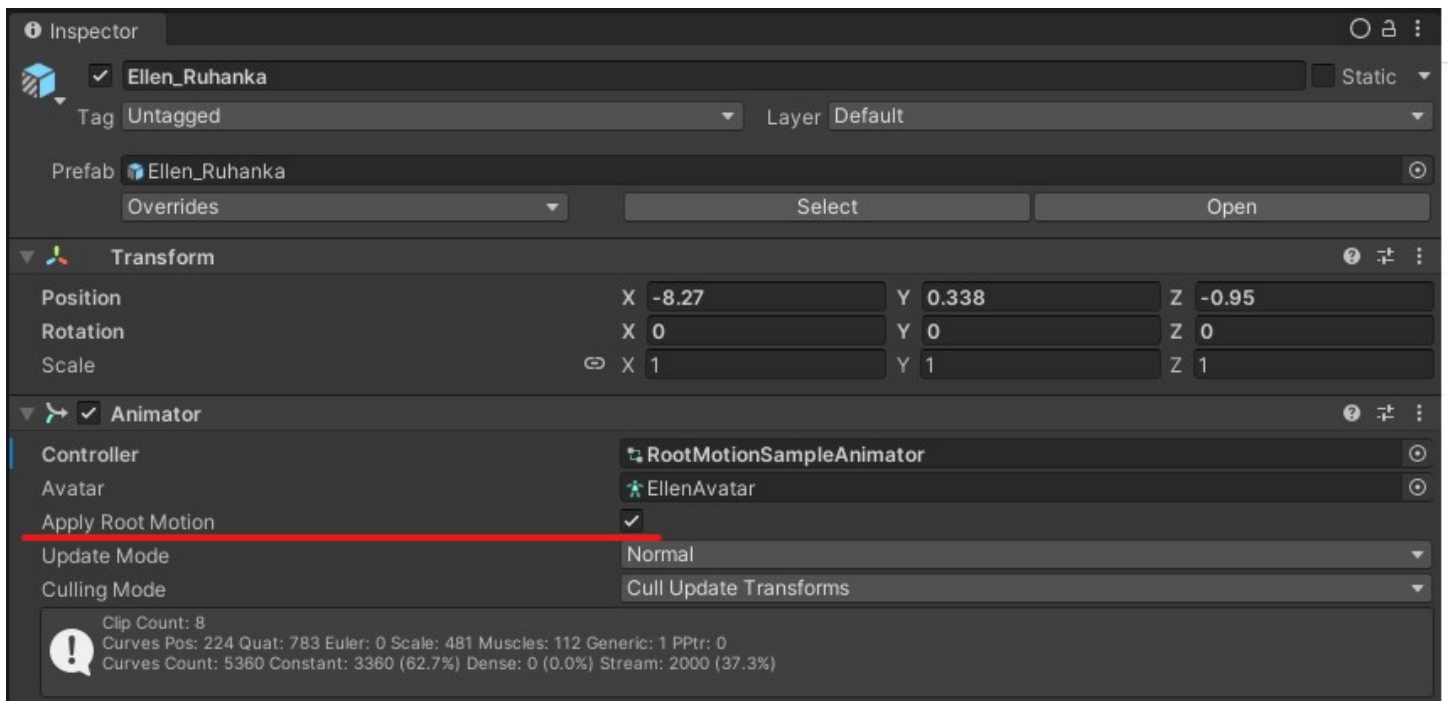 Inspector
Ellen_Ruhanka Static
Tag Untagged Layer Default
Prefab Ellen_Ruhanka
Overrides Select Open
Transform
Position X -8.27 Y 0.338 Z -0.95
Rotation X 0 Y 0 Z 0
Scale X 1 Y 1 Z 1
Animator
Controller RootMotionSampleAnimator
Avatar EllenAvatar
Apply Root Motion
Update Mode Normal
Culling Mode Cull Update Transforms
Clip Count: 8
Curves Pos: 224 Quat: 783 Euler: 0 Scale: 481 Muscles: 112 Generic: 1 PPtr: 0
Curves Count: 5360 Constant: 3360 (62.7%) Dense: 0 (0.0%) Stream: 2000 (37.3%)